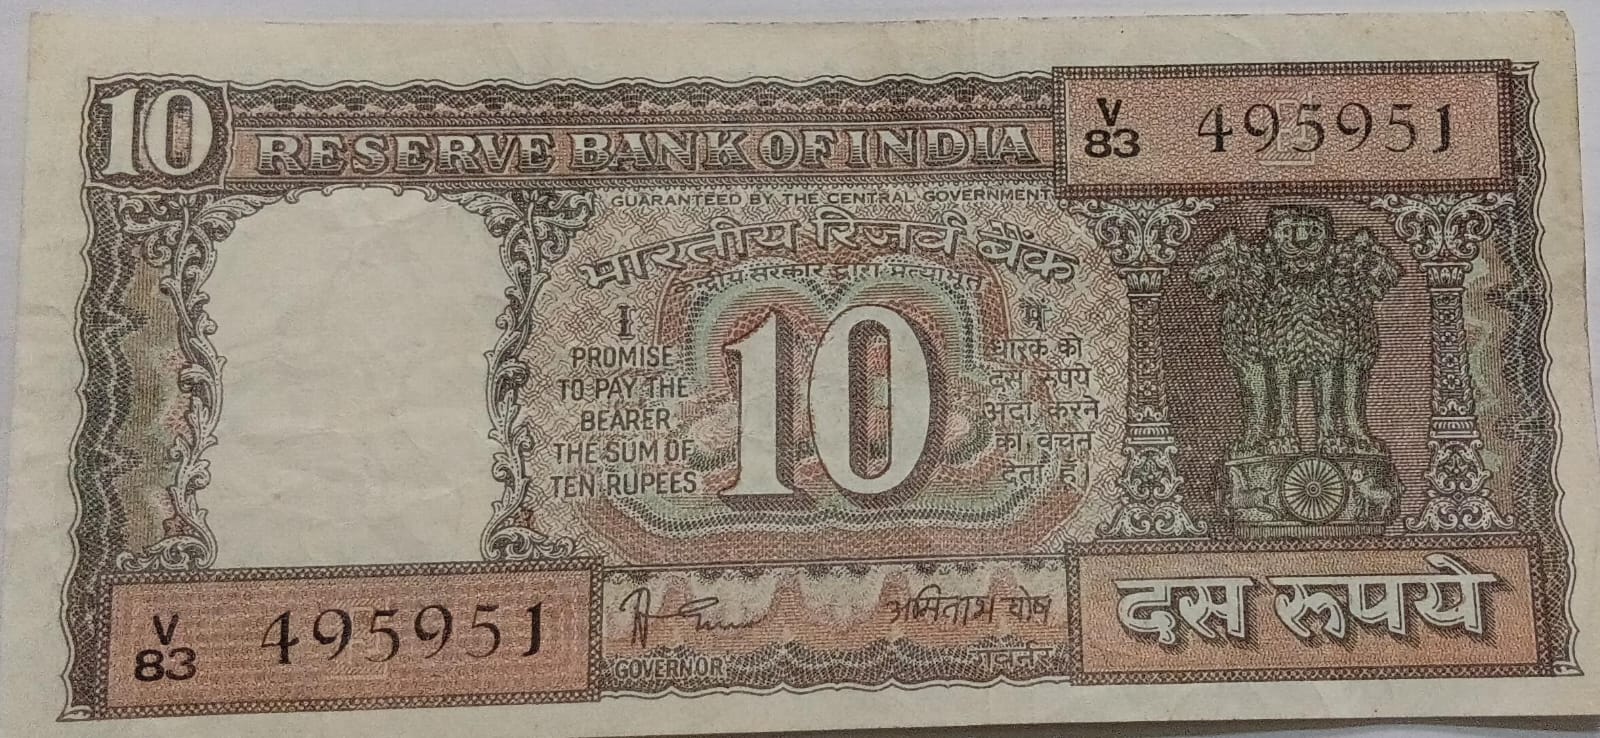 10
RESERVE BANK OF INDIA
V
83 495951
GUARANTEED BY THE CENTRAL GOVERNMENT
भारतीय रिज़र्व बैंक
सरकार द्वारा प्रत्याभूत
I
PROMISE
TO PAY THE
BEARER
THE SUM OF
TEN RUPEES
10
मैं
धारक को
दस रुपये
अदा करने
का वचन
देता हूँ।
V
83 495951
अमिताभ घोष
GOVERNOR
गवर्नर
दस रूपये